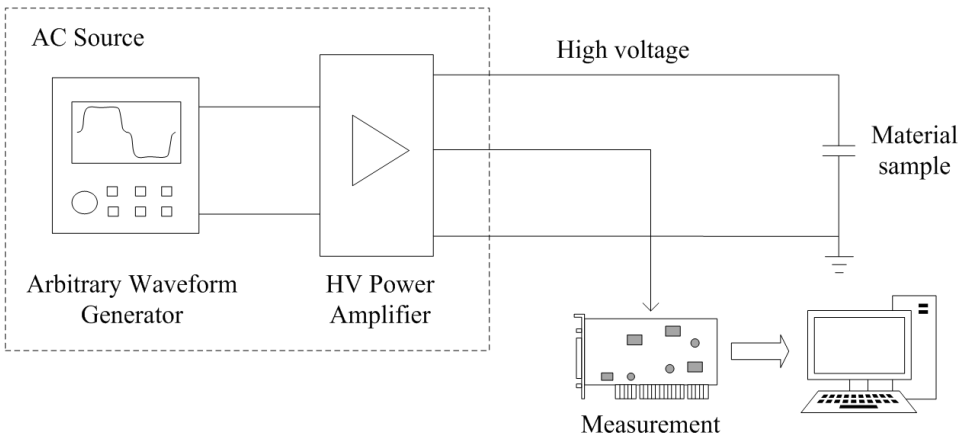 AC Source
High voltage
Material
sample
Arbitrary Waveform
Generator
HV Power
Amplifier
Measurement